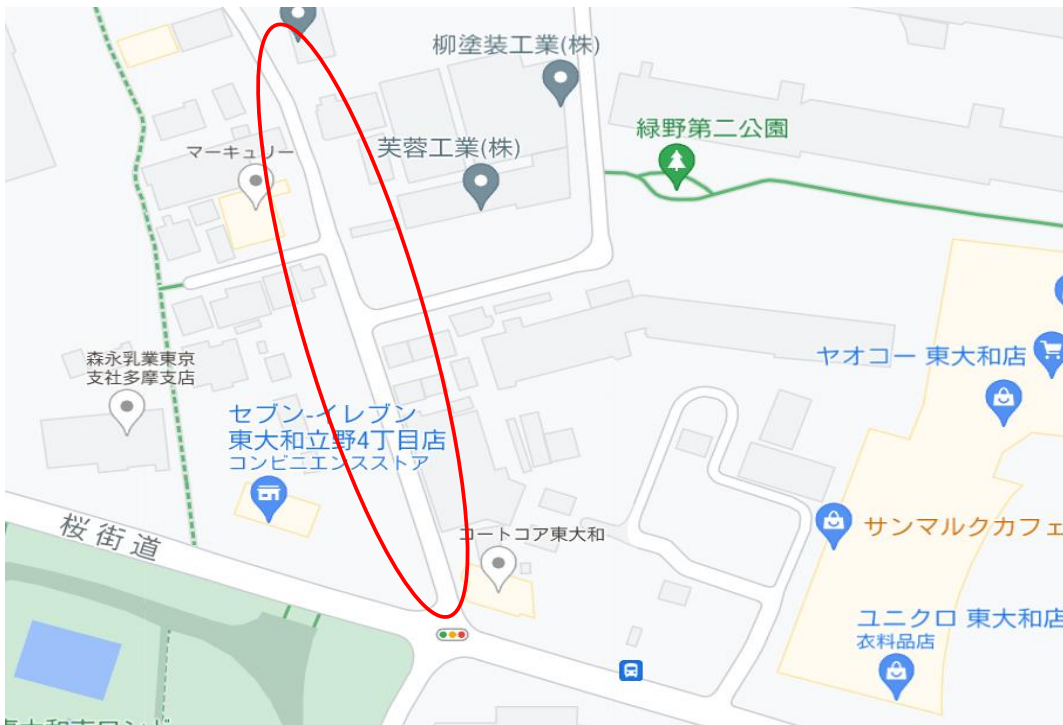 柳塗装工業(株)
緑野第二公園
芙蓉工業(株)
マーキュリー
ヤオコー 東大和店
森永乳業東京
支社多摩支店
セブン-イレブン
東大和立野4丁目店
コンビニエンスストア
サンマルクカフェ
桜街道
コートコア東大和
ユニクロ 東大和店
衣料品店